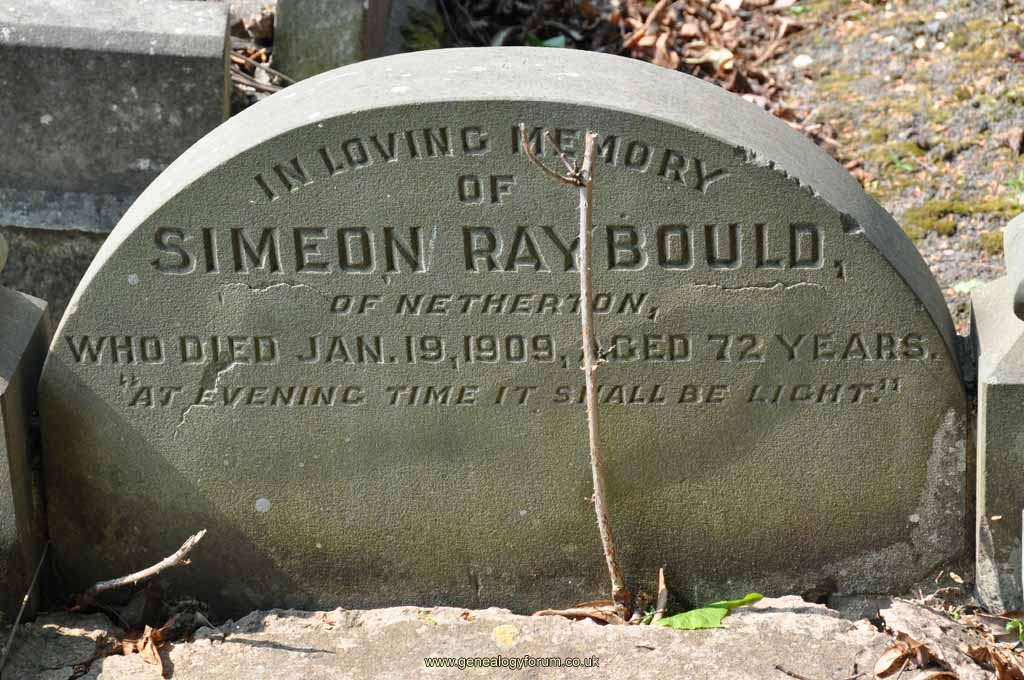 IN LOVING MEMORY
OF
SIMEON RAYBOULD,
OF NETHERTON,
WHO DIED JAN. 19, 1909, AGED 72 YEARS.
"AT EVENING TIME IT SHALL BE LIGHT."
www.genealogyforum.co.uk